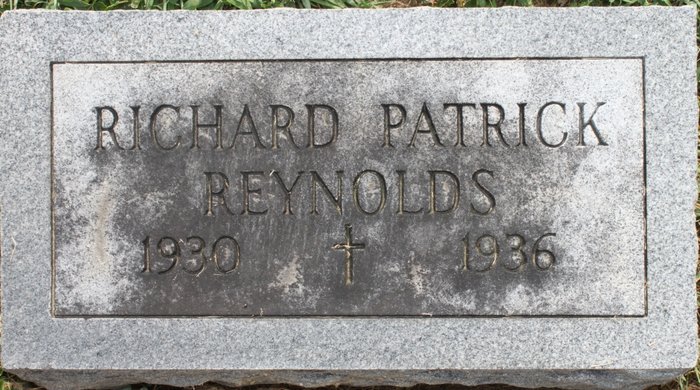 RICHARD PATRICK
REYNOLDS
1930 1936